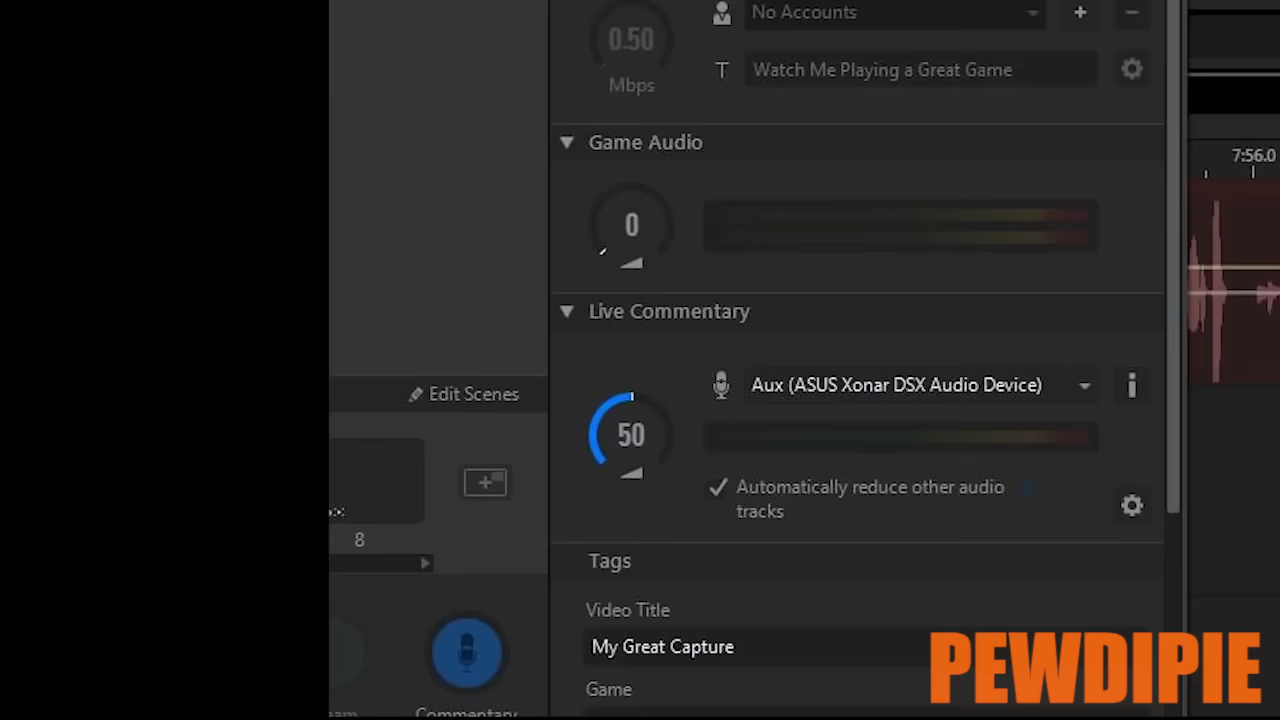 No Accounts
0.50
Mbps
T Watch Me Playing a Great Game
Game Audio
7:56.0
0
Live Commentary
Edit Scenes
Aux (ASUS Xonar DSX Audio Device)
50
Automatically reduce other audio
tracks
8
Tags
Video Title
My Great Capture
Game
Commentary
PEWDIPIE